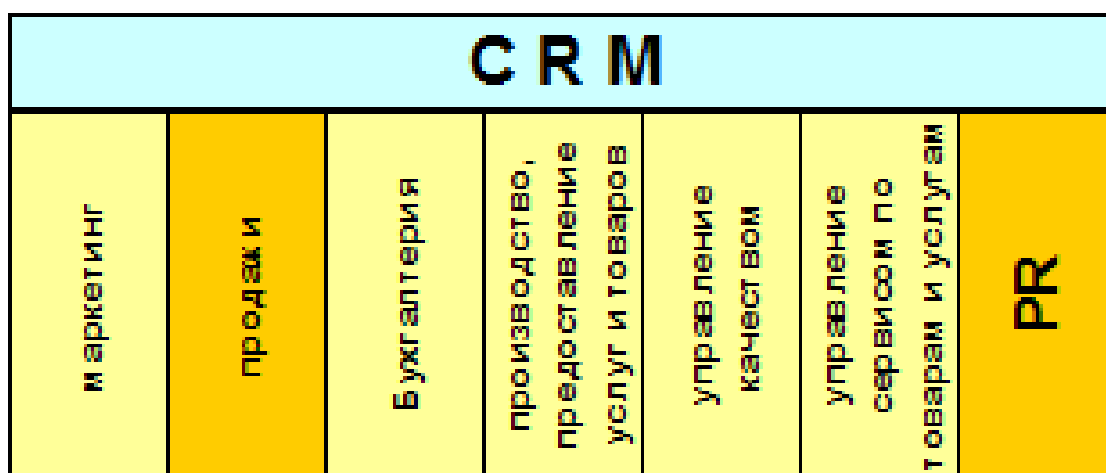 C R M
маркетинг
продажи
Бухгалтерия
производство,
предоставление
услуг и товаров
управление
качеством
управление
сервисом по
товарам и услугам
PR